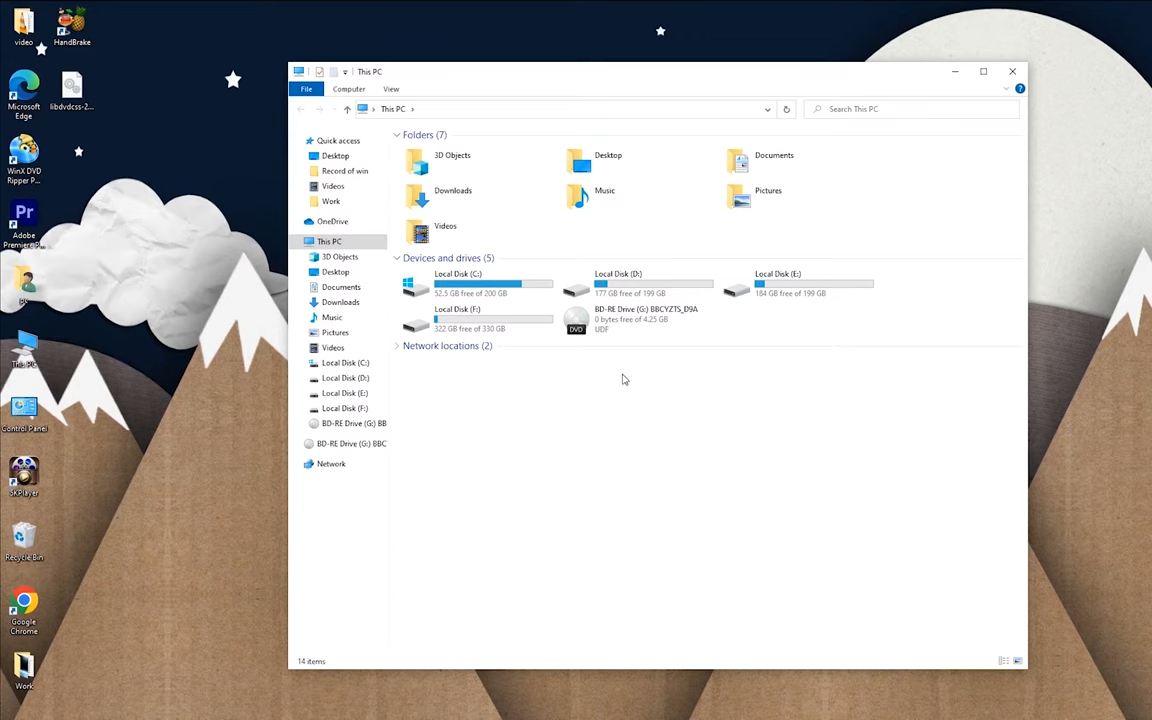 video
HandBrake
Microsoft
Edge
libdvdcss-2...
WinX DVD
Ripper P...
Pr
Adobe
Premiere P...
This PC
Control Panel
5KPlayer
Recycle Bin
Google
Chrome
Work
This PC
File
Computer
View
This PC
Search This PC
Quick access
Desktop
Record of win
Videos
Work
OneDrive
This PC
3D Objects
Desktop
Documents
Downloads
Music
Pictures
Videos
Local Disk (C:)
Local Disk (D:)
Local Disk (E:)
Local Disk (F:)
BD-RE Drive (G:) BB
BD-RE Drive (G:) BBC
Network
Folders (7)
3D Objects
Desktop
Documents
Downloads
Music
Pictures
Videos
Devices and drives (5)
Local Disk (C:)
52.5 GB free of 200 GB
Local Disk (D:)
177 GB free of 199 GB
Local Disk (E:)
184 GB free of 199 GB
Local Disk (F:)
322 GB free of 330 GB
DVD
BD-RE Drive (G:) BBCYZTS_D9A
0 bytes free of 4.25 GB
UDF
Network locations (2)
14 items